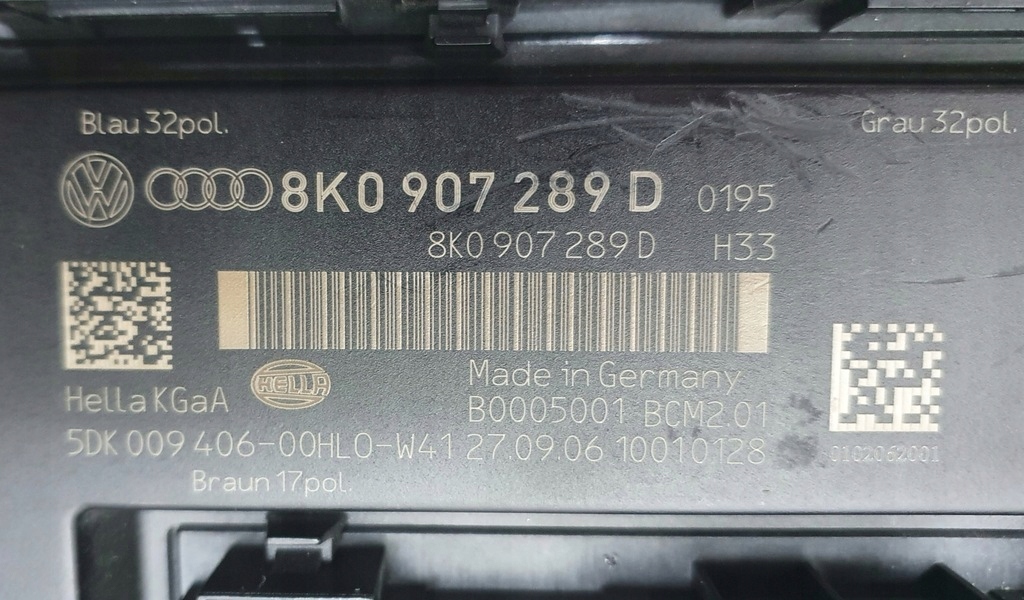 Blau 32pol.
Grau 32pol.
8K0 907 289 D 0195
8K0 907 289 D H33
HELLA
Made in Germany
Hella KGaA
B0005001 BCM2 01
5DK 009 406-00HLO-W41 27.09.06 10010128
0102062001
Braun 17pol.